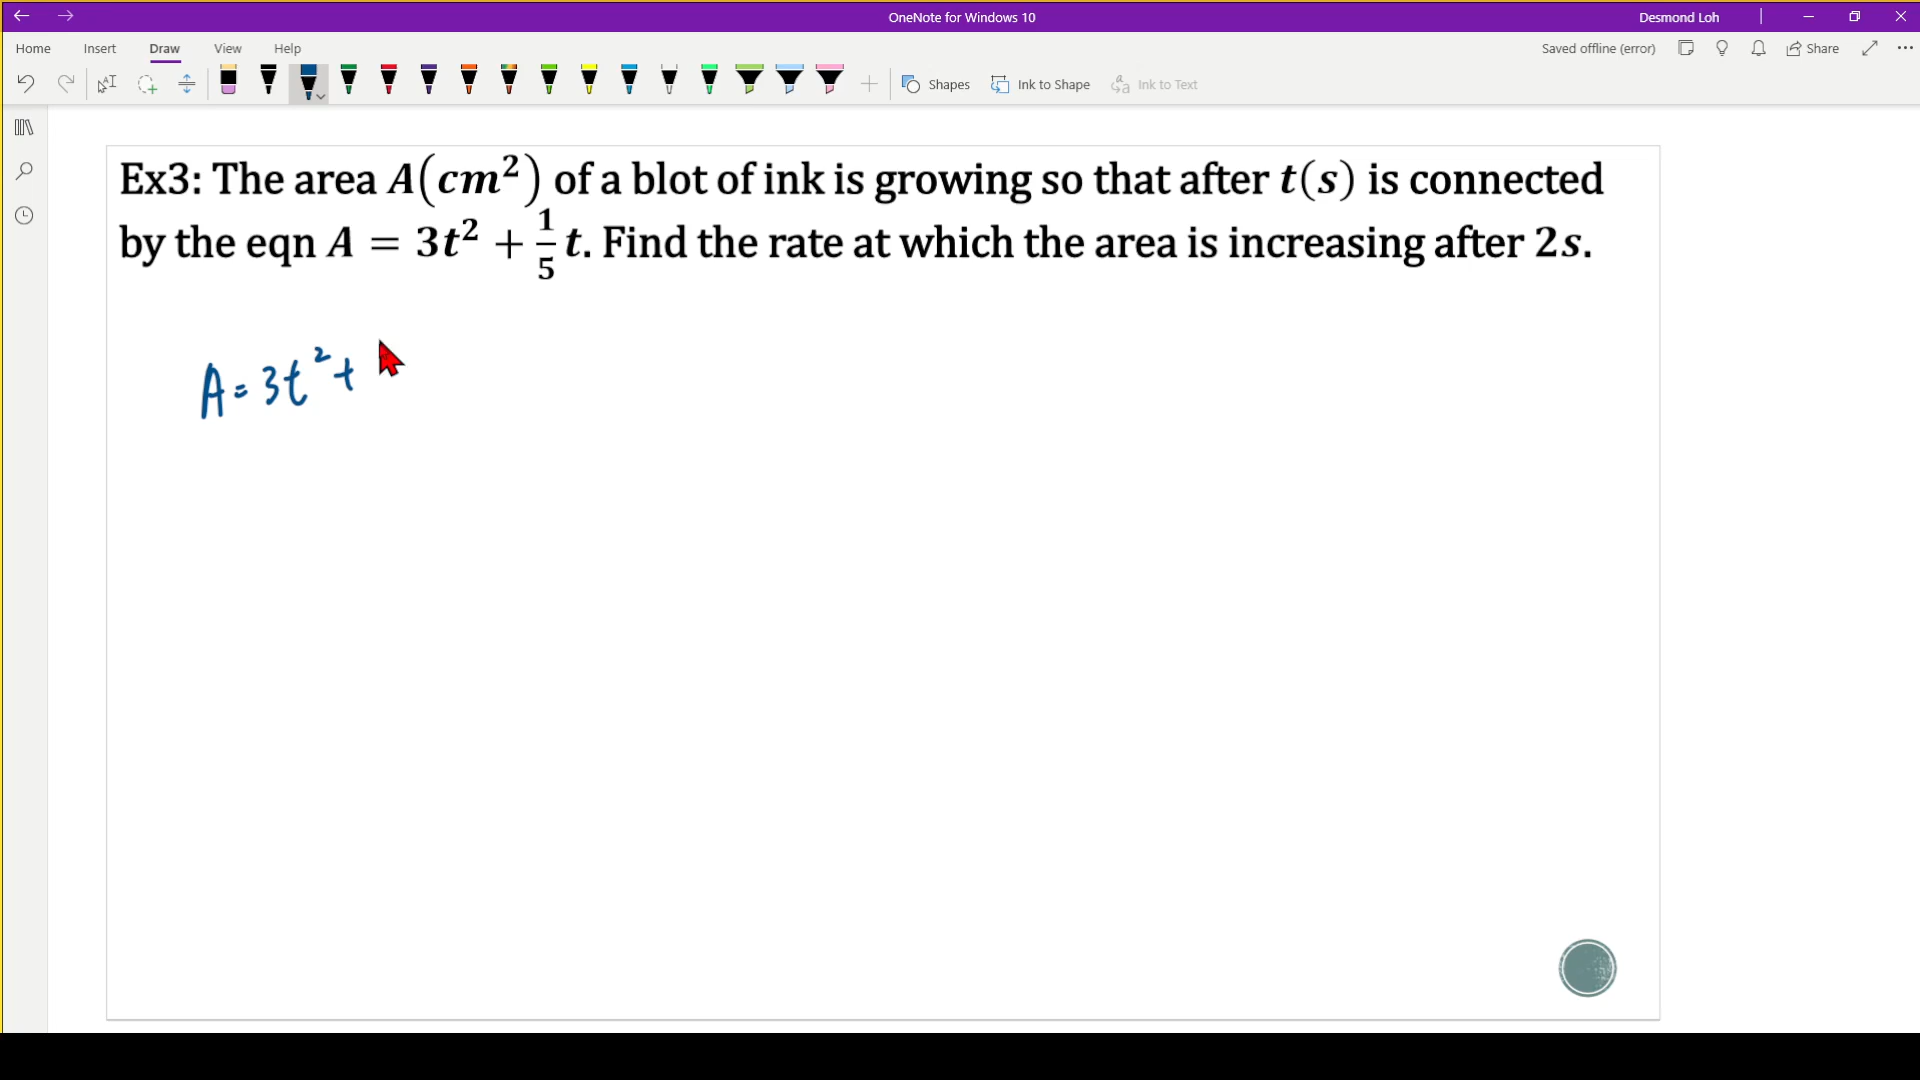 OneNote for Windows 10
Desmond Loh
Home Insert Draw View Help
Saved offline (error) Share
Shapes Ink to Shape Ink to Text
Ex3: The area A(cm²) of a blot of ink is growing so that after t(s) is connected
by the eqn A = 3t² + 1/5 t. Find the rate at which the area is increasing after 2s.
A = 3t² +